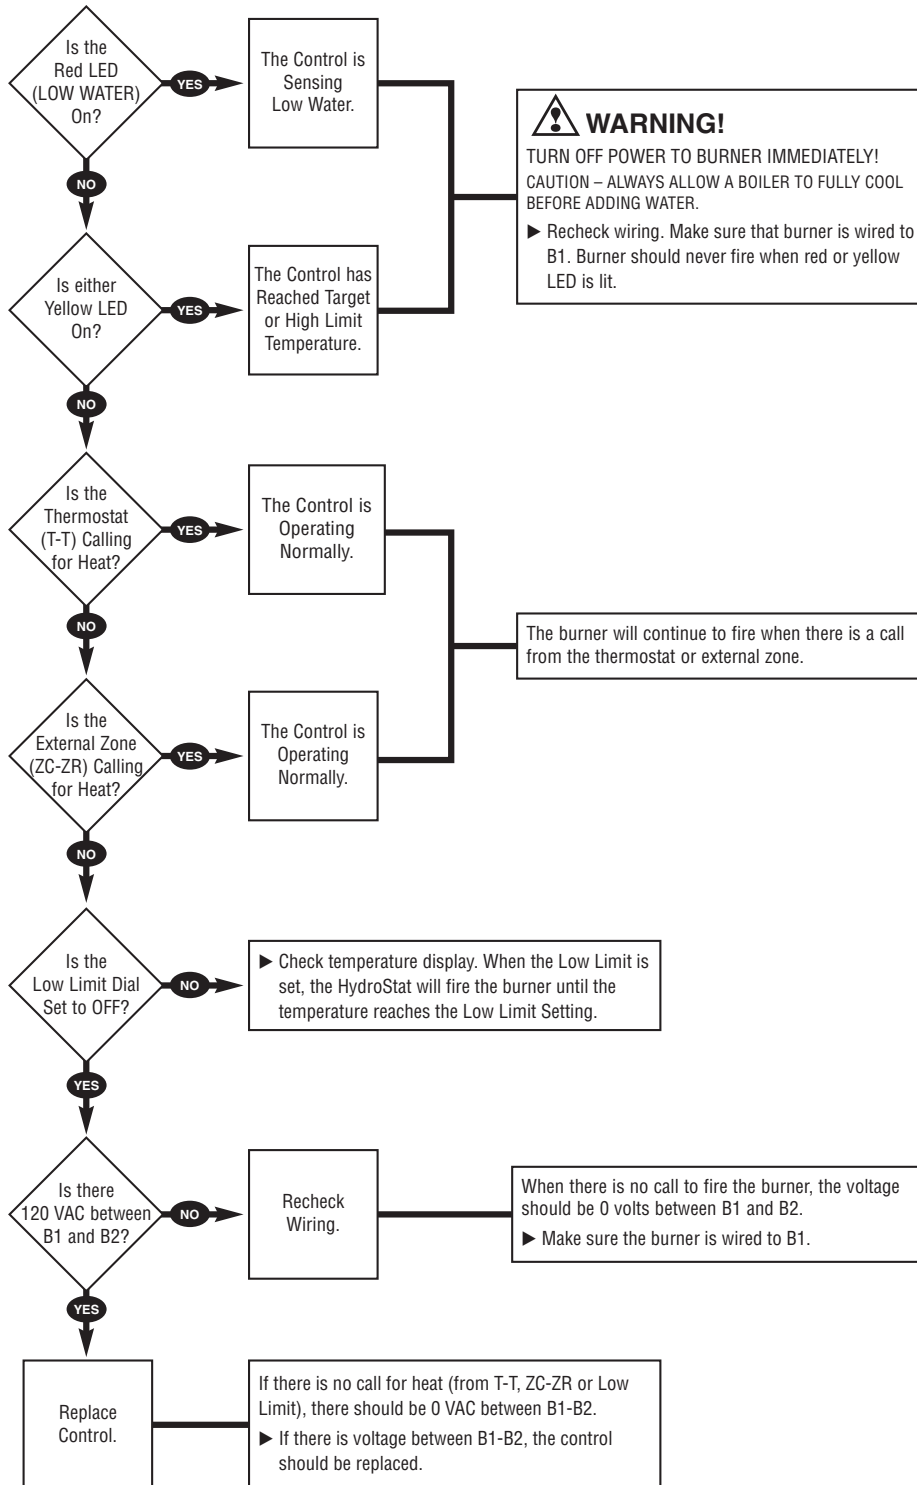 Is the
Red LED
(LOW WATER)
On?
YES
The Control is
Sensing
Low Water.
WARNING!
TURN OFF POWER TO BURNER IMMEDIATELY!
CAUTION – ALWAYS ALLOW A BOILER TO FULLY COOL
BEFORE ADDING WATER.
▶ Recheck wiring. Make sure that burner is wired to
B1. Burner should never fire when red or yellow
LED is lit.
NO
Is either
Yellow LED
On?
YES
The Control has
Reached Target
or High Limit
Temperature.
NO
Is the
Thermostat
(T-T) Calling
for Heat?
YES
The Control is
Operating
Normally.
The burner will continue to fire when there is a call
from the thermostat or external zone.
NO
Is the
External Zone
(ZC-ZR) Calling
for Heat?
YES
The Control is
Operating
Normally.
NO
Is the
Low Limit Dial
Set to OFF?
NO
▶ Check temperature display. When the Low Limit is
set, the HydroStat will fire the burner until the
temperature reaches the Low Limit Setting.
YES
Is there
120 VAC between
B1 and B2?
NO
Recheck
Wiring.
When there is no call to fire the burner, the voltage
should be 0 volts between B1 and B2.
▶ Make sure the burner is wired to B1.
YES
Replace
Control.
If there is no call for heat (from T-T, ZC-ZR or Low
Limit), there should be 0 VAC between B1-B2.
▶ If there is voltage between B1-B2, the control
should be replaced.